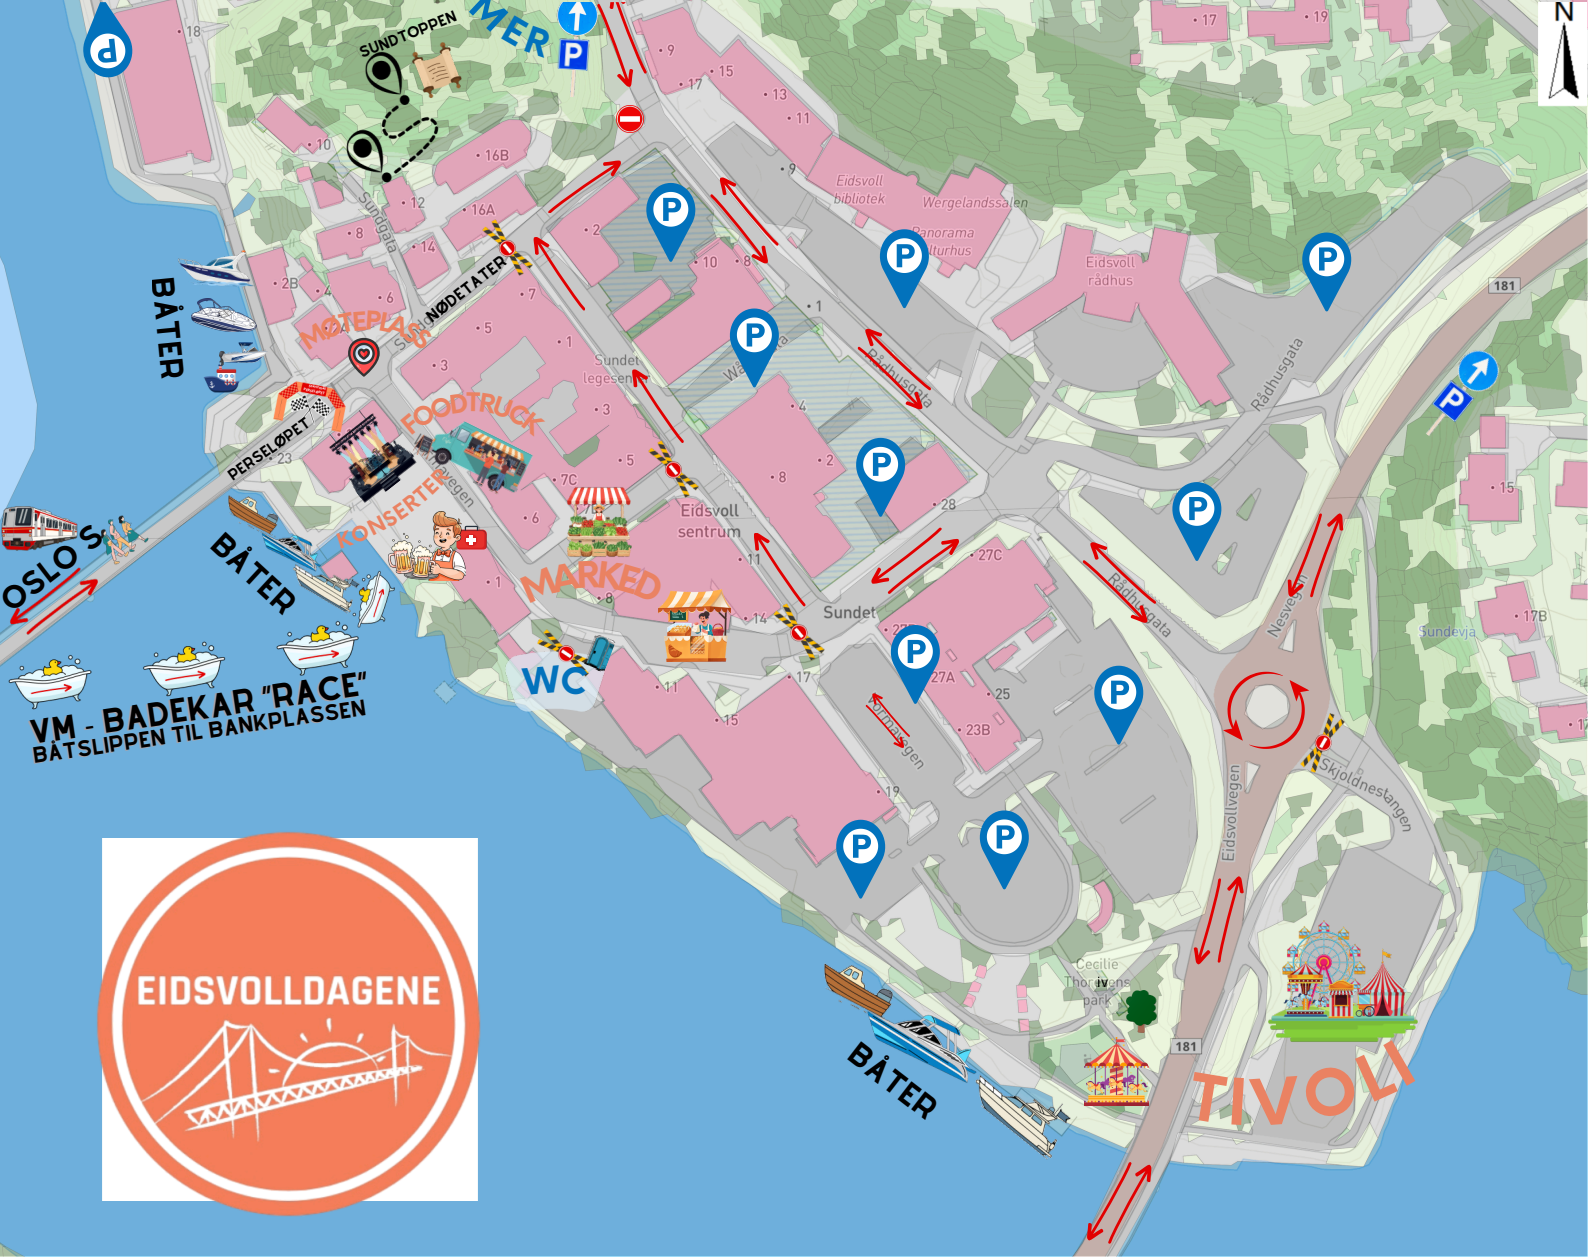 N
P
18
SUNDTOPPEN
MER
P
9
15
17
13
11
17
19
10
16B
9
12
16A
Sundgata
8
14
2
P
Eidsvoll
bibliotek
Wergelandssalen
Panorama
kulturhus
P
10
8
Eidsvoll
rådhus
P
181
BÅTER
2B
4
6
NØDETATER
7
MØTEPLASS
5
1
3
1
P
Rådhusgata
Rådhusgata
P
Sundet
legesenter
3
4
FOODTRUCK
PERSELØPET
23
5
2
8
P
7C
KONSERTER
6
Eidsvoll
sentrum
28
P
15
OSLO S
BÅTER
MARKED
11
27C
1
8
14
Sundet
Rådhusgata
Nesvegen
17B
Sundevja
WC
11
17
P
27A
25
P
15
Vormavegen
23B
VM - BADEKAR "RACE"
BÅTSLIPPEN TIL BANKPLASSEN
19
Skjoldnestangen
Eidsvollvegen
P
P
EIDSVOLLDAGENE
Cecilie
Thoresens
park
BÅTER
181
TIVOLI